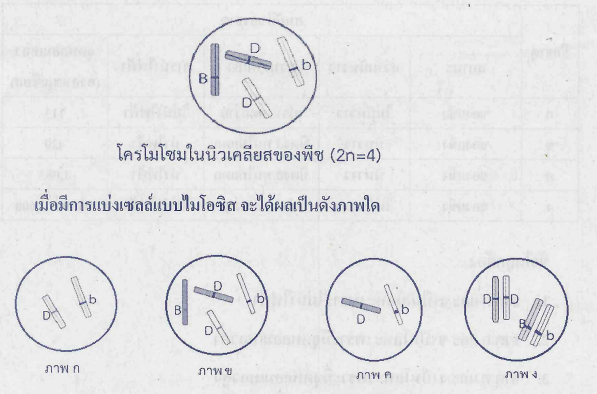 D
B
b
D
โครโมโซมในนิวเคลียสของพืช (2n=4)
เมื่อมีการแบ่งเซลล์แบบไมโอซิส จะได้ผลเป็นดังภาพใด
D b
B D D b
D b
D D B b
ภาพ ก ภาพ ข ภาพ ค ภาพ ง